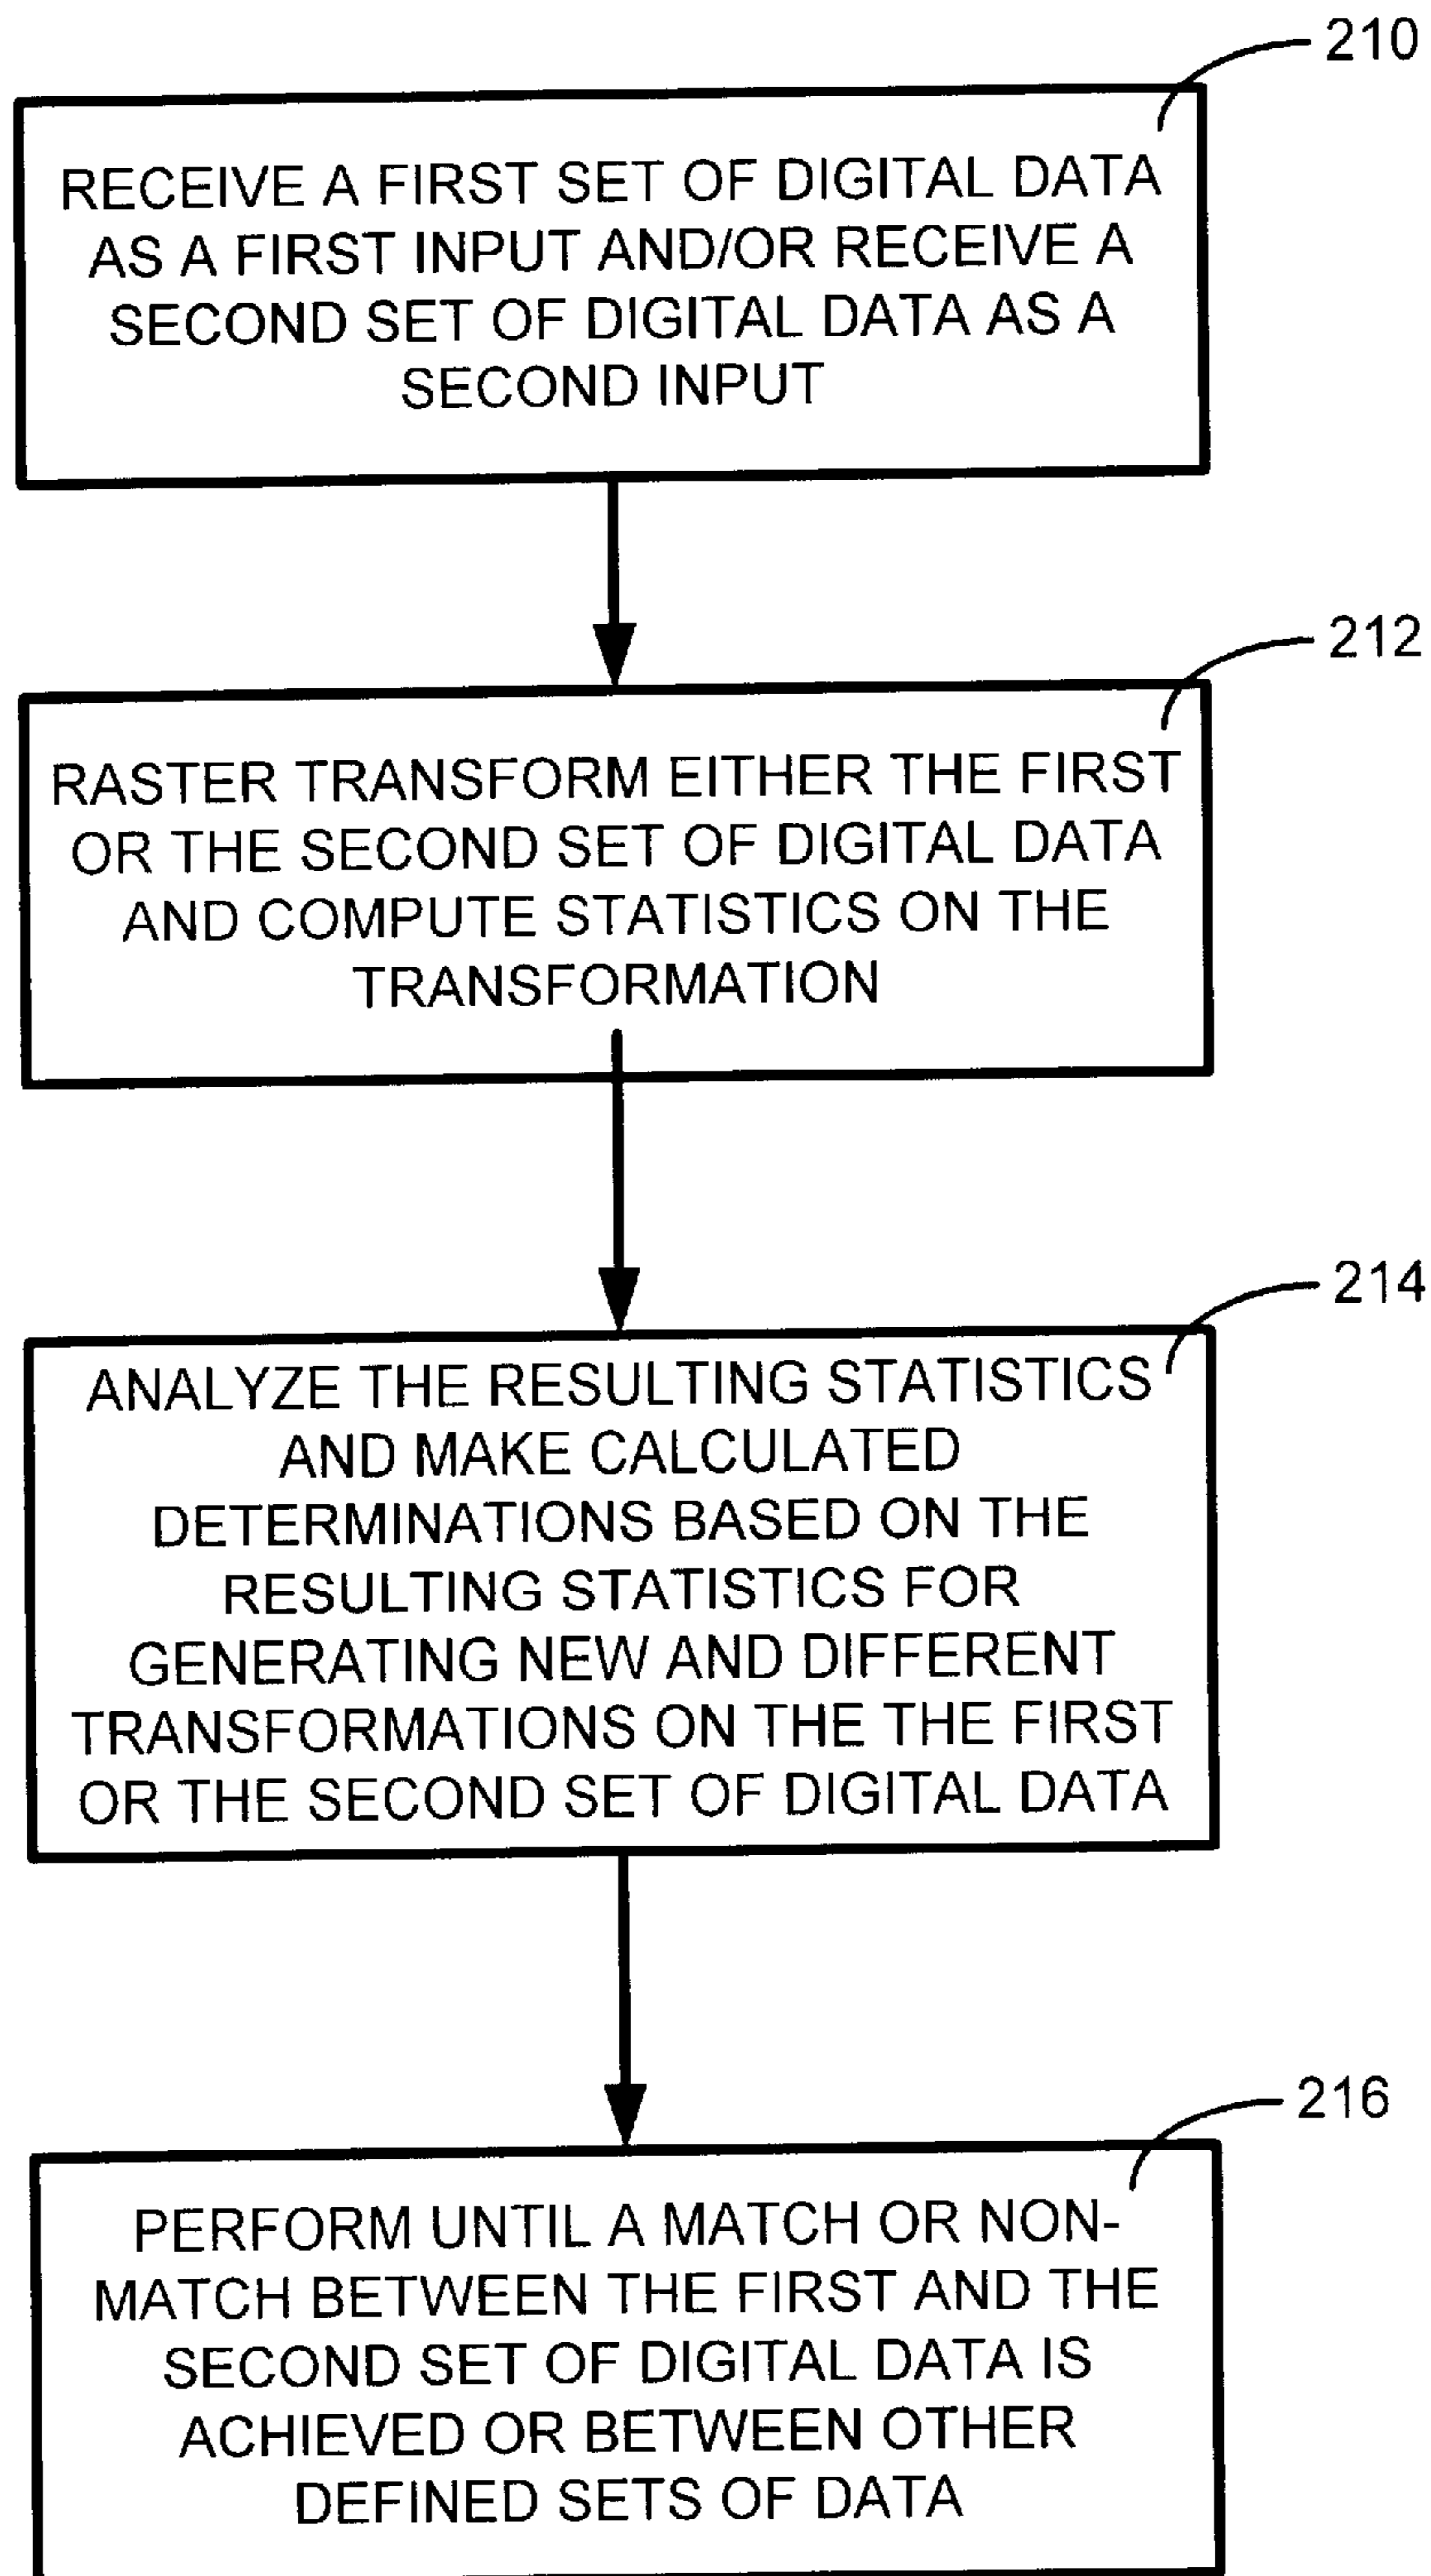 210
RECEIVE A FIRST SET OF DIGITAL DATA
AS A FIRST INPUT AND/OR RECEIVE A
SECOND SET OF DIGITAL DATA AS A
SECOND INPUT
212
RASTER TRANSFORM EITHER THE FIRST
OR THE SECOND SET OF DIGITAL DATA
AND COMPUTE STATISTICS ON THE
TRANSFORMATION
214
ANALYZE THE RESULTING STATISTICS
AND MAKE CALCULATED
DETERMINATIONS BASED ON THE
RESULTING STATISTICS FOR
GENERATING NEW AND DIFFERENT
TRANSFORMATIONS ON THE THE FIRST
OR THE SECOND SET OF DIGITAL DATA
216
PERFORM UNTIL A MATCH OR NON-
MATCH BETWEEN THE FIRST AND THE
SECOND SET OF DIGITAL DATA IS
ACHIEVED OR BETWEEN OTHER
DEFINED SETS OF DATA